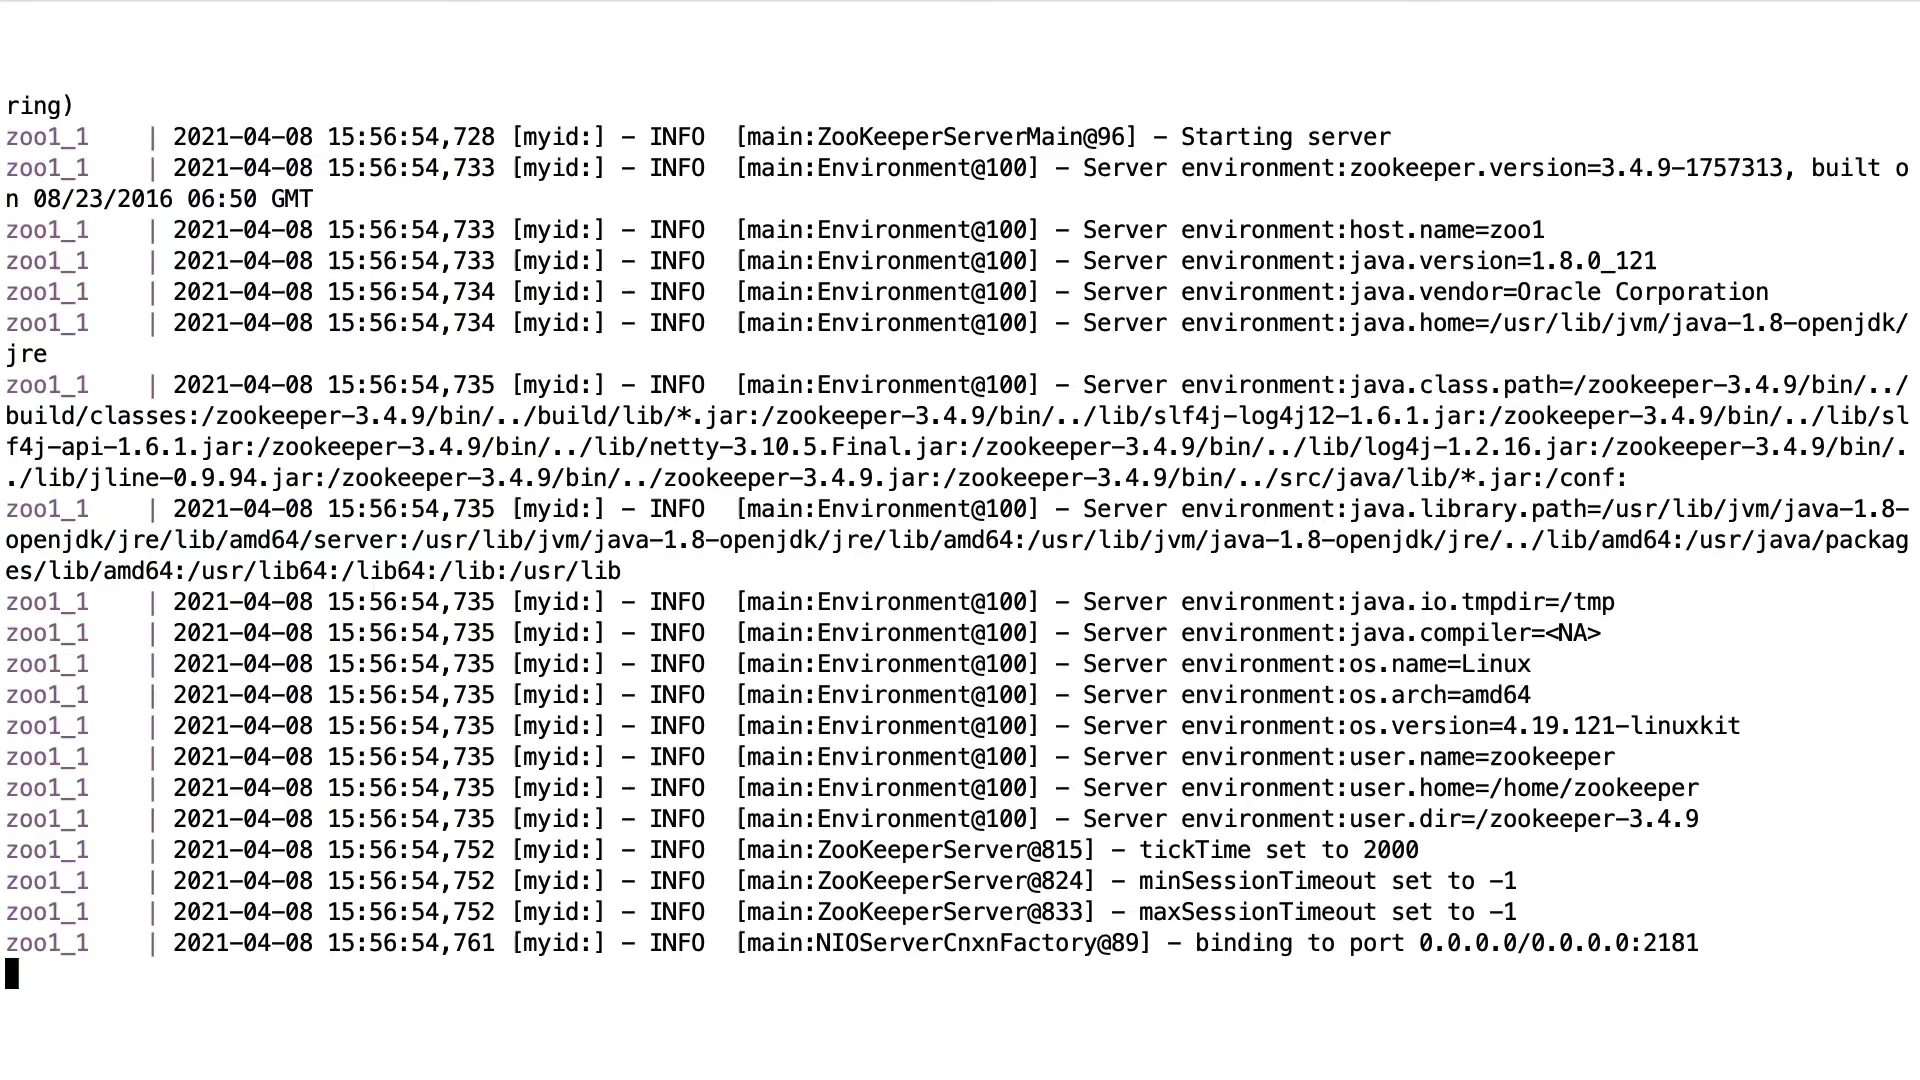 ring)
zoo1_1    | 2021-04-08 15:56:54,728 [myid:] - INFO  [main:ZooKeeperServerMain@96] - Starting server
zoo1_1    | 2021-04-08 15:56:54,733 [myid:] - INFO  [main:Environment@100] - Server environment:zookeeper.version=3.4.9-1757313, built o
n 08/23/2016 06:50 GMT
zoo1_1    | 2021-04-08 15:56:54,733 [myid:] - INFO  [main:Environment@100] - Server environment:host.name=zoo1
zoo1_1    | 2021-04-08 15:56:54,733 [myid:] - INFO  [main:Environment@100] - Server environment:java.version=1.8.0_121
zoo1_1    | 2021-04-08 15:56:54,734 [myid:] - INFO  [main:Environment@100] - Server environment:java.vendor=Oracle Corporation
zoo1_1    | 2021-04-08 15:56:54,734 [myid:] - INFO  [main:Environment@100] - Server environment:java.home=/usr/lib/jvm/java-1.8-openjdk/
jre
zoo1_1    | 2021-04-08 15:56:54,735 [myid:] - INFO  [main:Environment@100] - Server environment:java.class.path=/zookeeper-3.4.9/bin/../
build/classes:/zookeeper-3.4.9/bin/../build/lib/*.jar:/zookeeper-3.4.9/bin/../lib/slf4j-log4j12-1.6.1.jar:/zookeeper-3.4.9/bin/../lib/sl
f4j-api-1.6.1.jar:/zookeeper-3.4.9/bin/../lib/netty-3.10.5.Final.jar:/zookeeper-3.4.9/bin/../lib/log4j-1.2.16.jar:/zookeeper-3.4.9/bin/.
./lib/jline-0.9.94.jar:/zookeeper-3.4.9/bin/../zookeeper-3.4.9.jar:/zookeeper-3.4.9/bin/../src/java/lib/*.jar:/conf:
zoo1_1    | 2021-04-08 15:56:54,735 [myid:] - INFO  [main:Environment@100] - Server environment:java.library.path=/usr/lib/jvm/java-1.8-
openjdk/jre/lib/amd64/server:/usr/lib/jvm/java-1.8-openjdk/jre/lib/amd64:/usr/lib/jvm/java-1.8-openjdk/jre/../lib/amd64:/usr/java/packag
es/lib/amd64:/usr/lib64:/lib64:/lib:/usr/lib
zoo1_1    | 2021-04-08 15:56:54,735 [myid:] - INFO  [main:Environment@100] - Server environment:java.io.tmpdir=/tmp
zoo1_1    | 2021-04-08 15:56:54,735 [myid:] - INFO  [main:Environment@100] - Server environment:java.compiler=<NA>
zoo1_1    | 2021-04-08 15:56:54,735 [myid:] - INFO  [main:Environment@100] - Server environment:os.name=Linux
zoo1_1    | 2021-04-08 15:56:54,735 [myid:] - INFO  [main:Environment@100] - Server environment:os.arch=amd64
zoo1_1    | 2021-04-08 15:56:54,735 [myid:] - INFO  [main:Environment@100] - Server environment:os.version=4.19.121-linuxkit
zoo1_1    | 2021-04-08 15:56:54,735 [myid:] - INFO  [main:Environment@100] - Server environment:user.name=zookeeper
zoo1_1    | 2021-04-08 15:56:54,735 [myid:] - INFO  [main:Environment@100] - Server environment:user.home=/home/zookeeper
zoo1_1    | 2021-04-08 15:56:54,735 [myid:] - INFO  [main:Environment@100] - Server environment:user.dir=/zookeeper-3.4.9
zoo1_1    | 2021-04-08 15:56:54,752 [myid:] - INFO  [main:ZooKeeperServer@815] - tickTime set to 2000
zoo1_1    | 2021-04-08 15:56:54,752 [myid:] - INFO  [main:ZooKeeperServer@824] - minSessionTimeout set to -1
zoo1_1    | 2021-04-08 15:56:54,752 [myid:] - INFO  [main:ZooKeeperServer@833] - maxSessionTimeout set to -1
zoo1_1    | 2021-04-08 15:56:54,761 [myid:] - INFO  [main:NIOServerCnxnFactory@89] - binding to port 0.0.0.0/0.0.0.0:2181